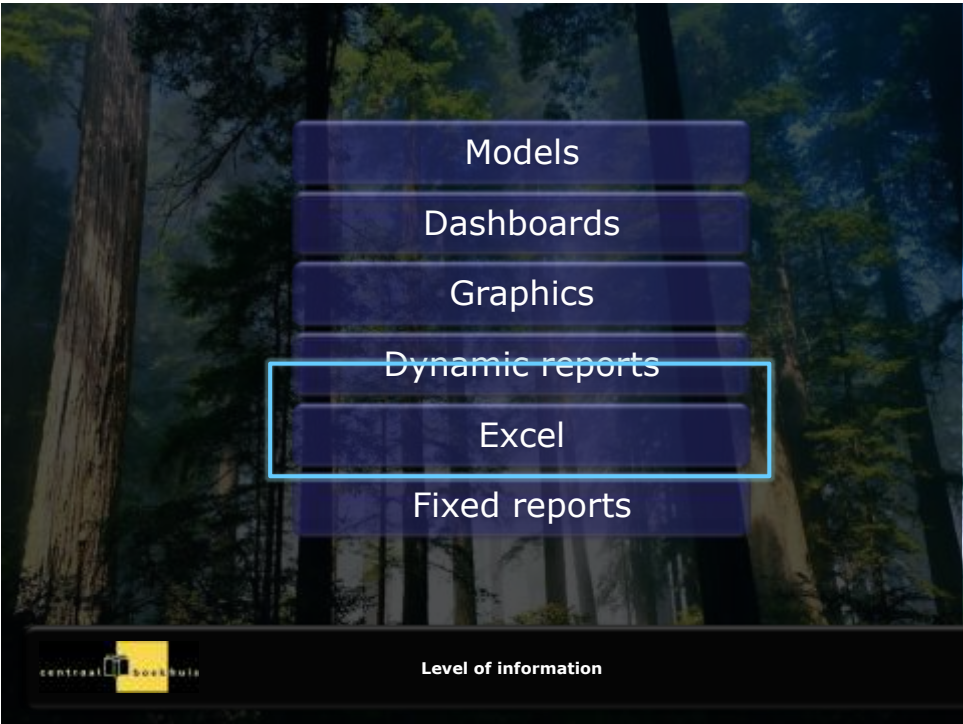 Models
Dashboards
Graphics
Dynamic reports
Excel
Fixed reports
centraal boekhuis
Level of information